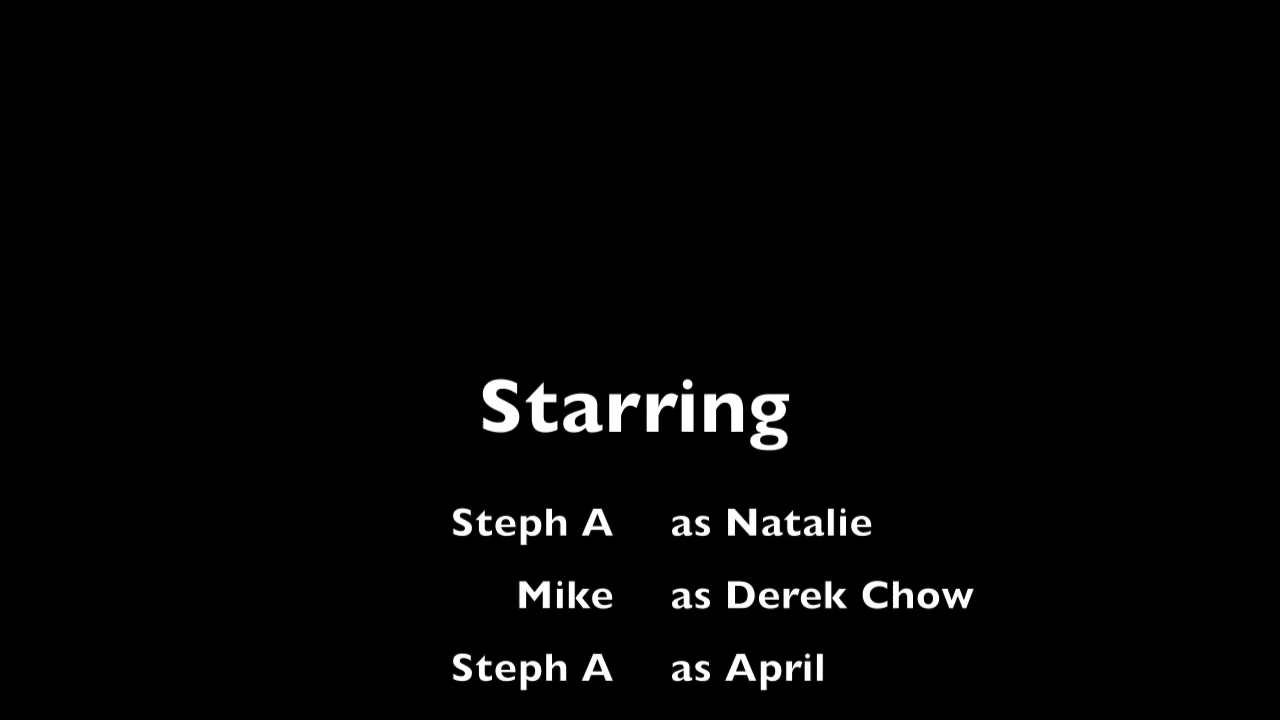 Starring
Steph A as Natalie
Mike as Derek Chow
Steph A as April